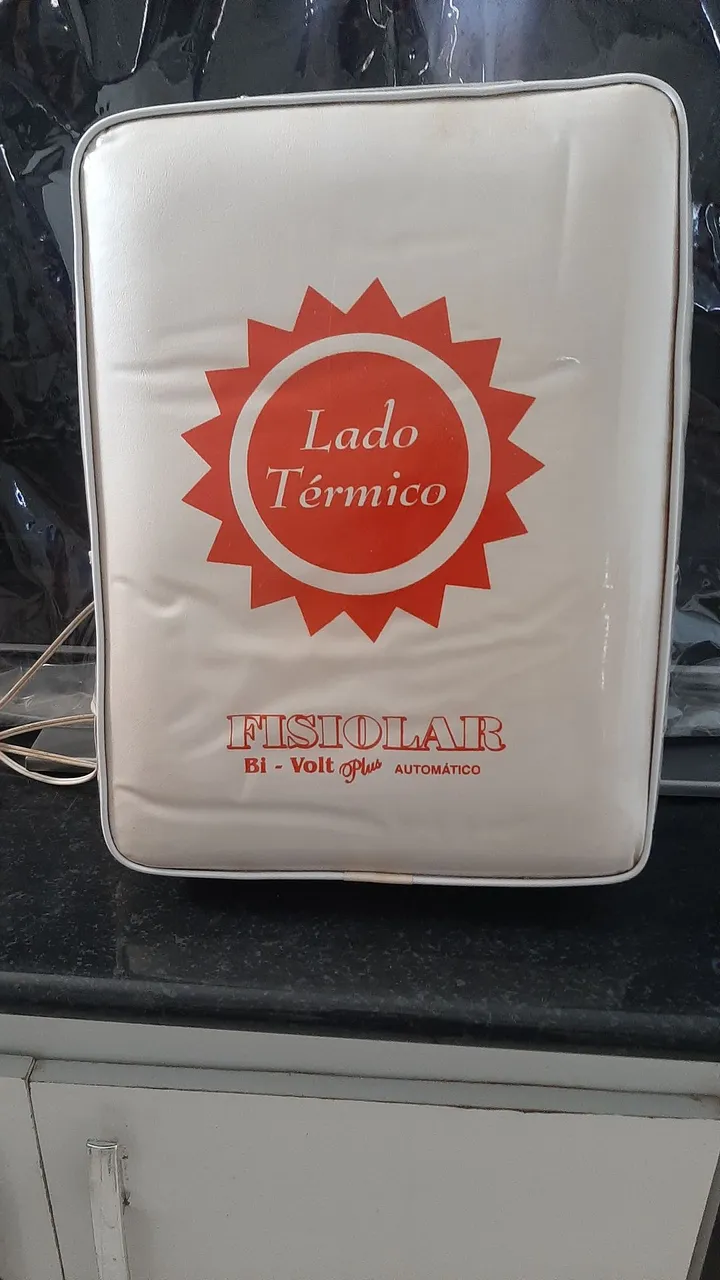 Lado
Térmico
FISIOLAR
Bi - Volt Plus AUTOMÁTICO